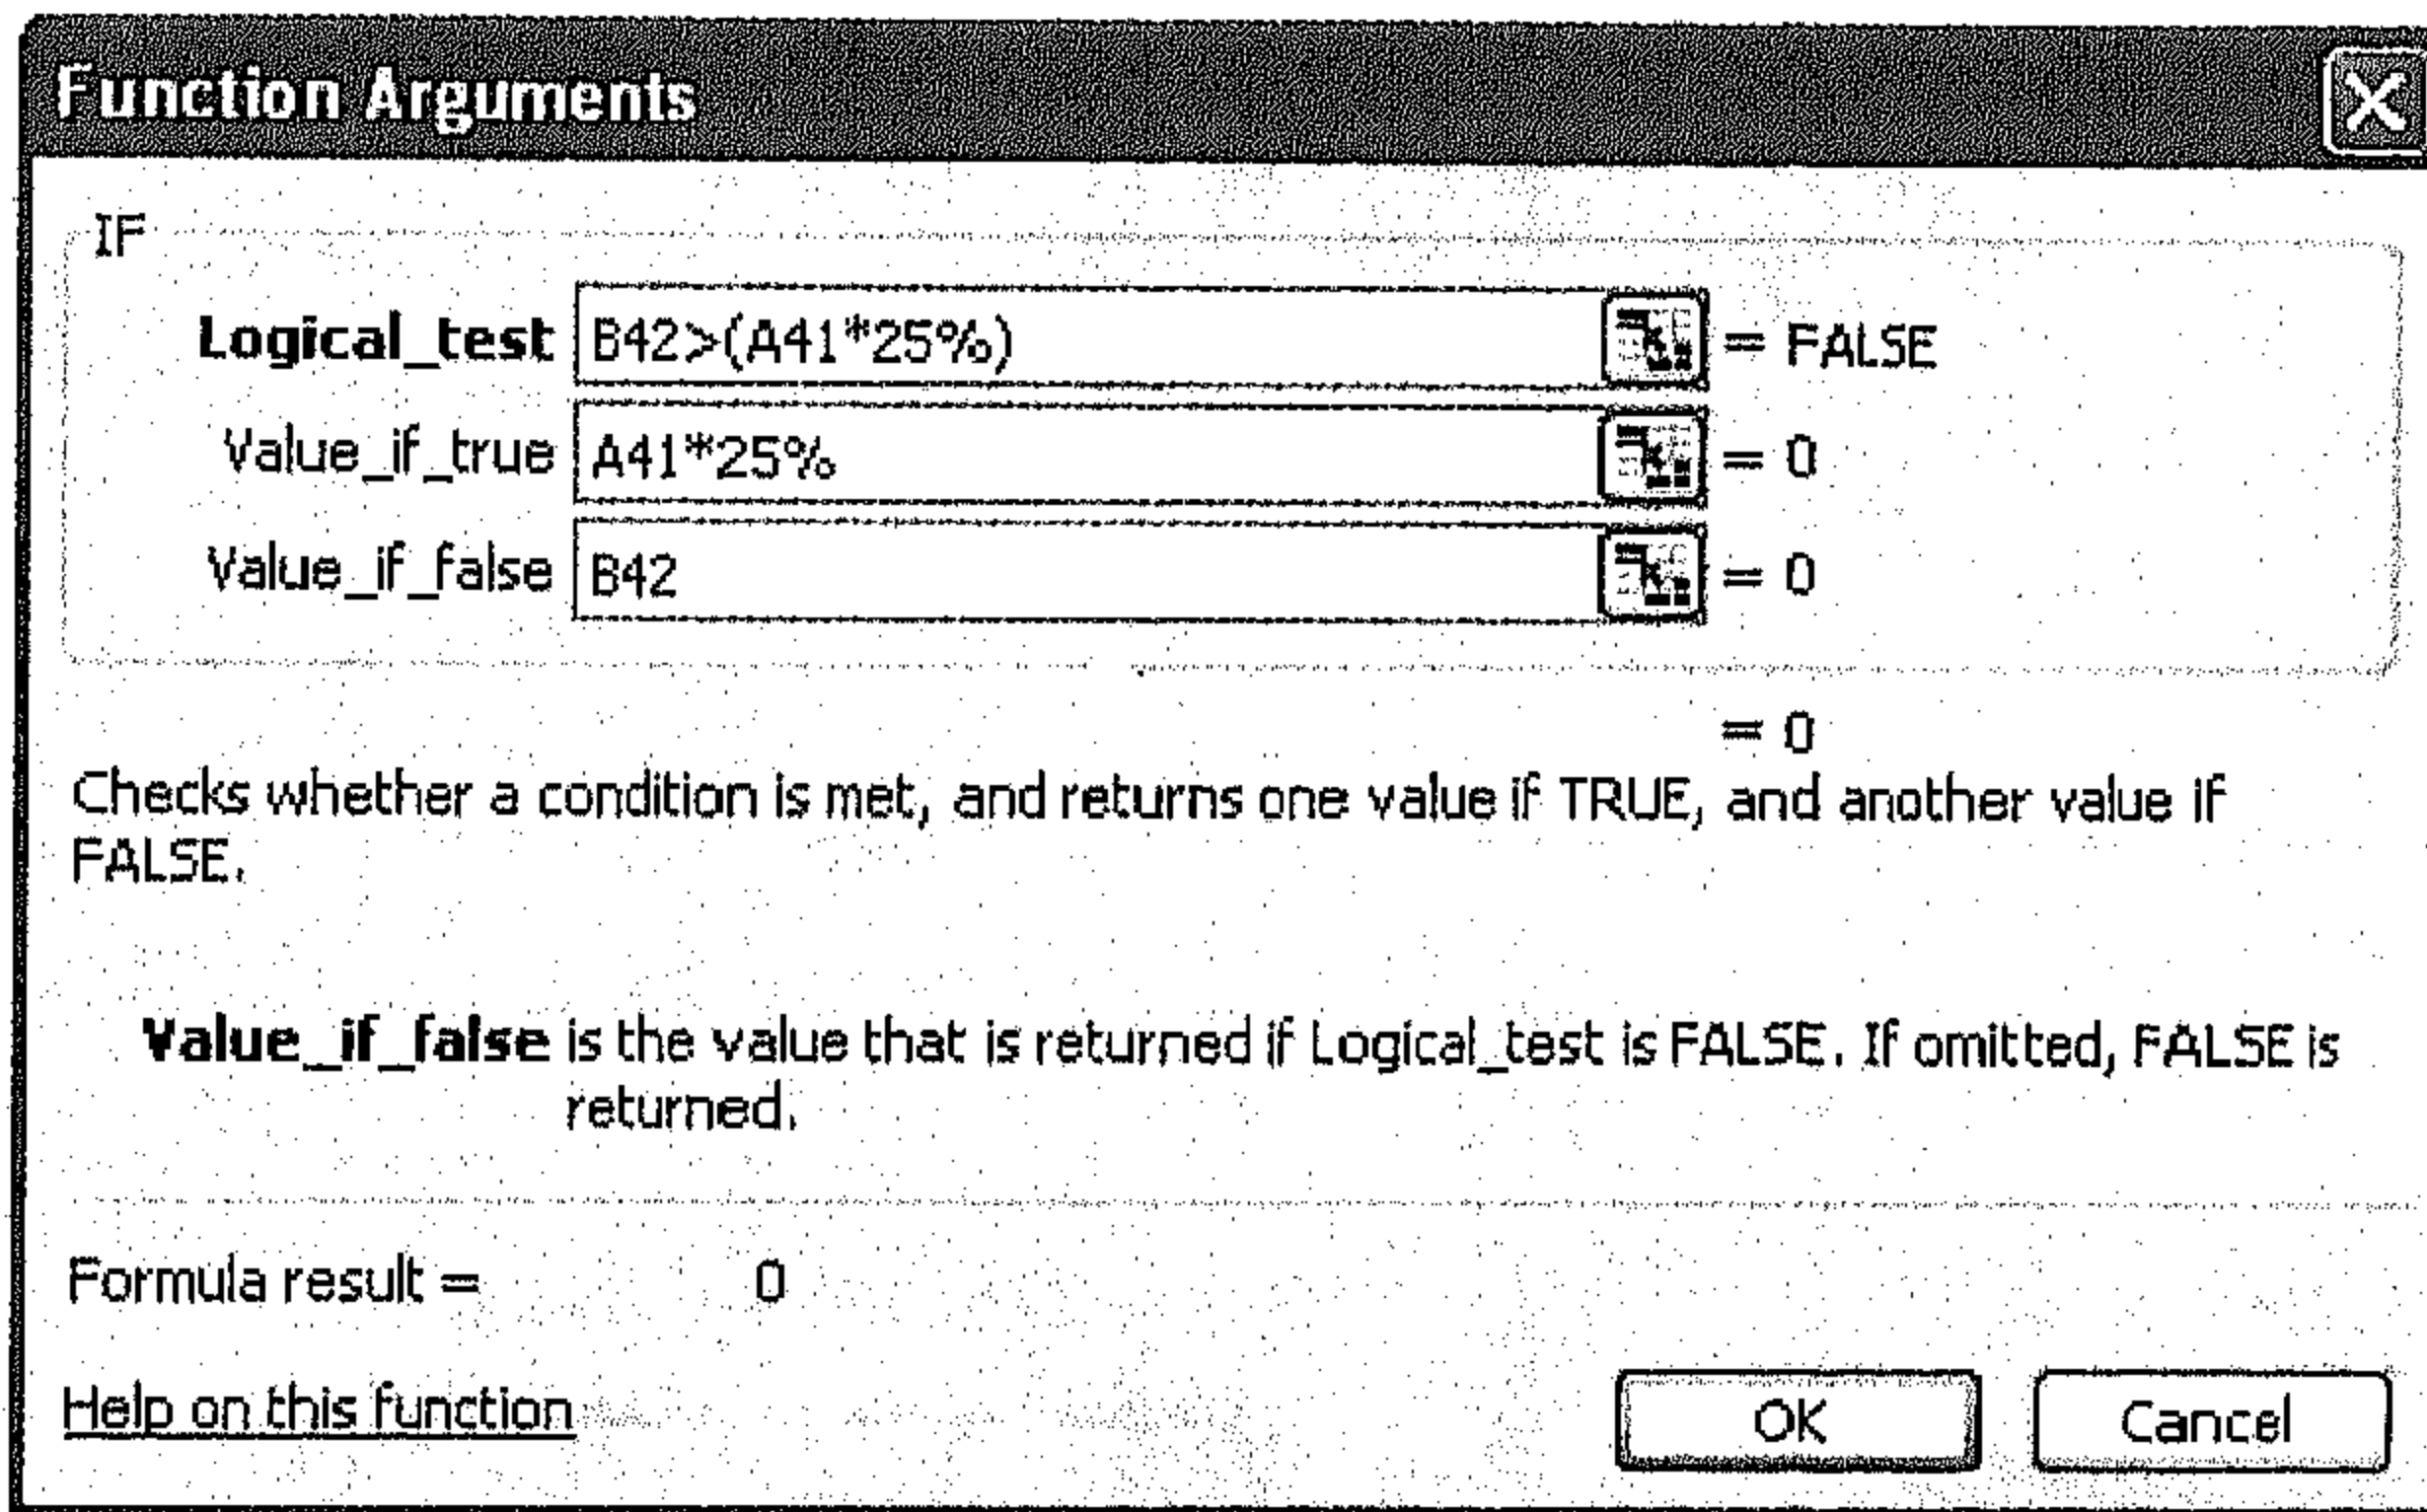 Function Arguments
IF
Logical_test B42>(A41*25%) = FALSE
Value_if_true A41*25% = 0
Value_if_false B42 = 0
= 0
Checks whether a condition is met, and returns one value if TRUE, and another value if
FALSE.
Value_if_false is the value that is returned if Logical_test is FALSE. If omitted, FALSE is
returned.
Formula result = 0
Help on this function
OK Cancel